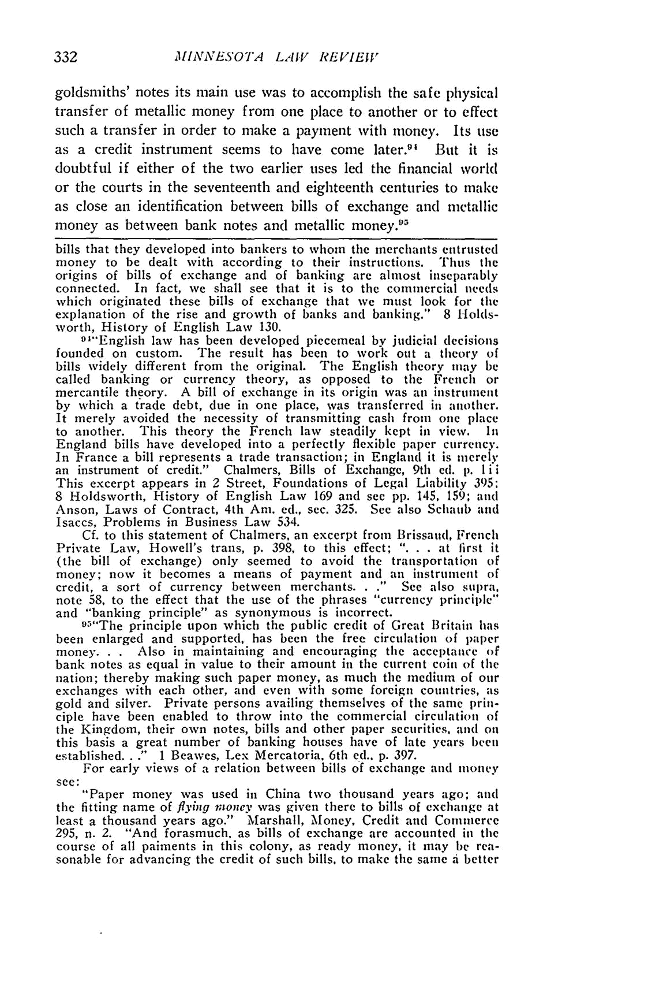 332 MINNESOTA LAW REVIEW
goldsmiths' notes its main use was to accomplish the safe physical
transfer of metallic money from one place to another or to effect
such a transfer in order to make a payment with money. Its use
as a credit instrument seems to have come later.⁹⁴ But it is
doubtful if either of the two earlier uses led the financial world
or the courts in the seventeenth and eighteenth centuries to make
as close an identification between bills of exchange and metallic
money as between bank notes and metallic money.⁹⁵
bills that they developed into bankers to whom the merchants entrusted
money to be dealt with according to their instructions. Thus the
origins of bills of exchange and of banking are almost inseparably
connected. In fact, we shall see that it is to the commercial needs
which originated these bills of exchange that we must look for the
explanation of the rise and growth of banks and banking." 8 Holds-
worth, History of English Law 130.
⁹⁴"English law has been developed piecemeal by judicial decisions
founded on custom. The result has been to work out a theory of
bills widely different from the original. The English theory may be
called banking or currency theory, as opposed to the French or
mercantile theory. A bill of exchange in its origin was an instrument
by which a trade debt, due in one place, was transferred in another.
It merely avoided the necessity of transmitting cash from one place
to another. This theory the French law steadily kept in view. In
England bills have developed into a perfectly flexible paper currency.
In France a bill represents a trade transaction; in England it is merely
an instrument of credit." Chalmers, Bills of Exchange, 9th ed. p. lii
This excerpt appears in 2 Street, Foundations of Legal Liability 395;
8 Holdsworth, History of English Law 169 and see pp. 145, 159; and
Anson, Laws of Contract, 4th Am. ed., sec. 325. See also Schaub and
Isaccs, Problems in Business Law 534.
Cf. to this statement of Chalmers, an excerpt from Brissaud, French
Private Law, Howell's trans, p. 398, to this effect; ". . . at first it
(the bill of exchange) only seemed to avoid the transportation of
money; now it becomes a means of payment and an instrument of
credit, a sort of currency between merchants. . ." See also supra,
note 58, to the effect that the use of the phrases "currency principle"
and "banking principle" as synonymous is incorrect.
⁹⁵"The principle upon which the public credit of Great Britain has
been enlarged and supported, has been the free circulation of paper
money. . . Also in maintaining and encouraging the acceptance of
bank notes as equal in value to their amount in the current coin of the
nation; thereby making such paper money, as much the medium of our
exchanges with each other, and even with some foreign countries, as
gold and silver. Private persons availing themselves of the same prin-
ciple have been enabled to throw into the commercial circulation of
the Kingdom, their own notes, bills and other paper securities, and on
this basis a great number of banking houses have of late years been
established. . ." 1 Beawes, Lex Mercatoria, 6th ed., p. 397.
For early views of a relation between bills of exchange and money
see:
"Paper money was used in China two thousand years ago; and
the fitting name of flying money was given there to bills of exchange at
least a thousand years ago." Marshall, Money, Credit and Commerce
295, n. 2. "And forasmuch, as bills of exchange are accounted in the
course of all paiments in this colony, as ready money, it may be rea-
sonable for advancing the credit of such bills, to make the same a better